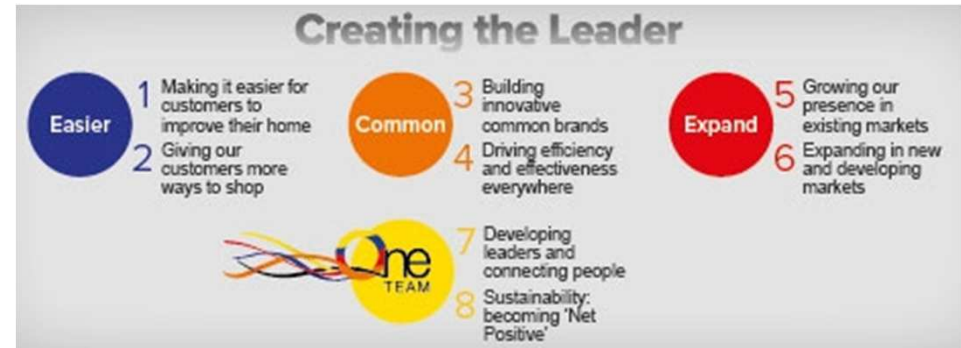 Creating the Leader
Easier
1 Making it easier for
customers to
improve their home
2 Giving our
customers more
ways to shop
Common
3 Building
innovative
common brands
4 Driving efficiency
and effectiveness
everywhere
Expand
5 Growing our
presence in
existing markets
6 Expanding in new
and developing
markets
One
TEAM
7 Developing
leaders and
connecting people
8 Sustainability:
becoming 'Net
Positive'